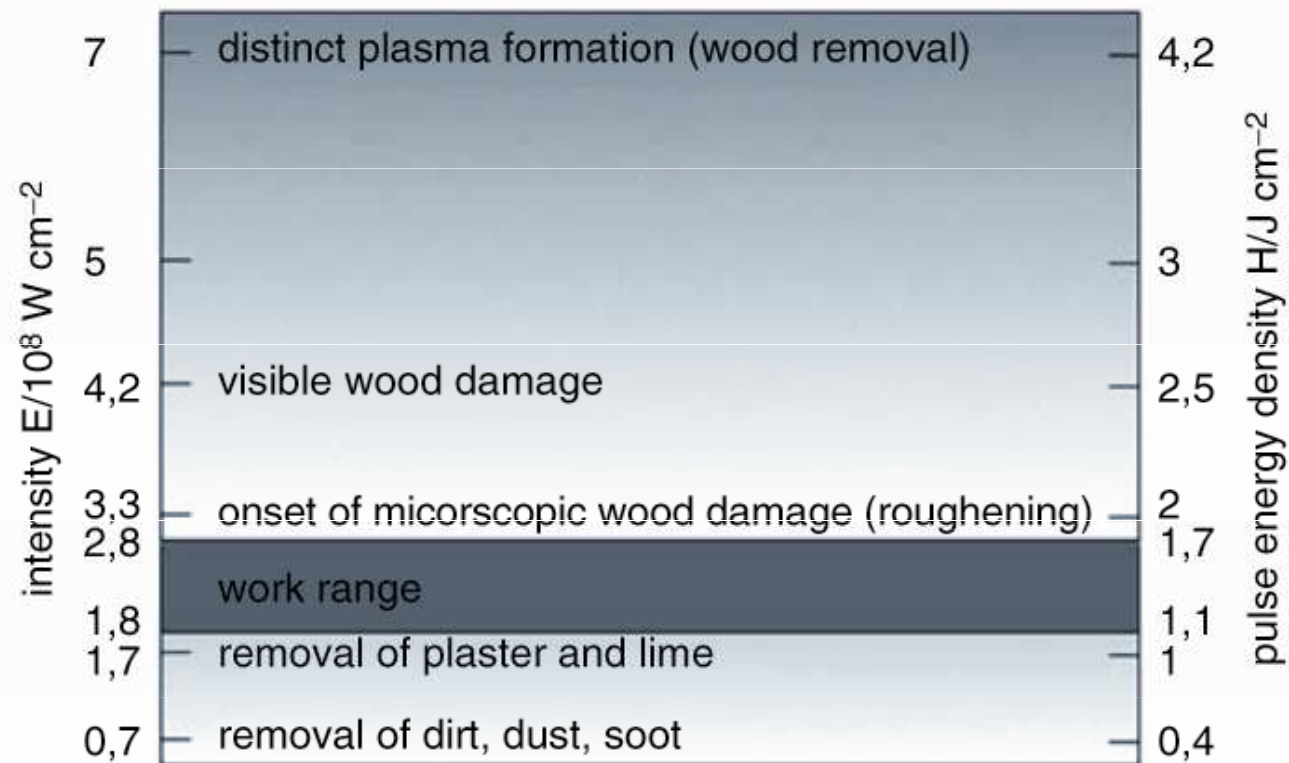 7 distinct plasma formation (wood removal) 4,2
5 3
4,2 visible wood damage 2,5
3,3 onset of micorscopic wood damage (roughening) 2
2,8 1,7
work range
1,8 1,1
1,7 removal of plaster and lime 1
0,7 removal of dirt, dust, soot 0,4
intensity E/10⁸ W cm⁻²
pulse energy density H/J cm⁻²